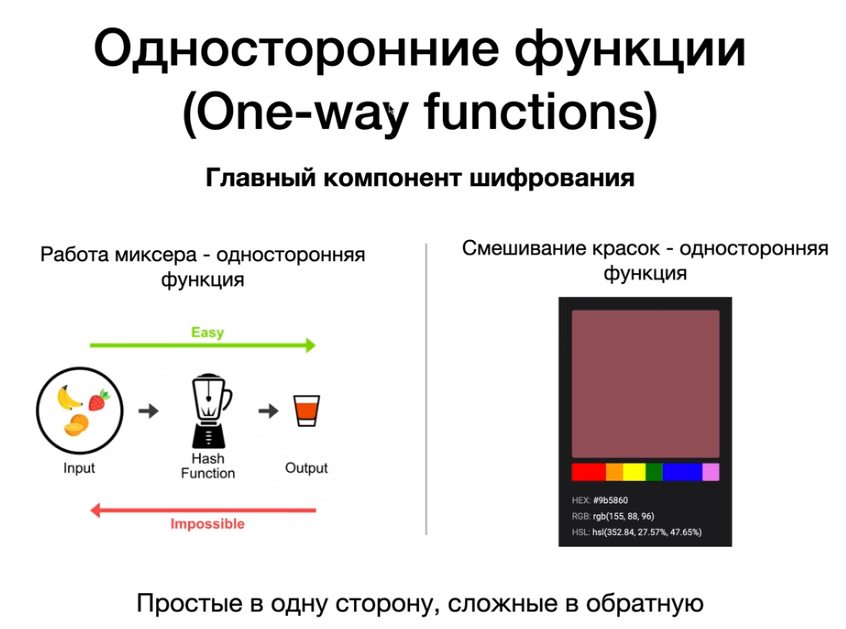 Односторонние функции
(One-way functions)
Главный компонент шифрования
Работа миксера - односторонняя
функция
Easy
Input
Hash
Function
Output
Impossible
Смешивание красок - односторонняя
функция
HEX: #9b5860
RGB: rgb(155, 88, 96)
HSL: hsl(352.84, 27.57%, 47.65%)
Простые в одну сторону, сложные в обратную